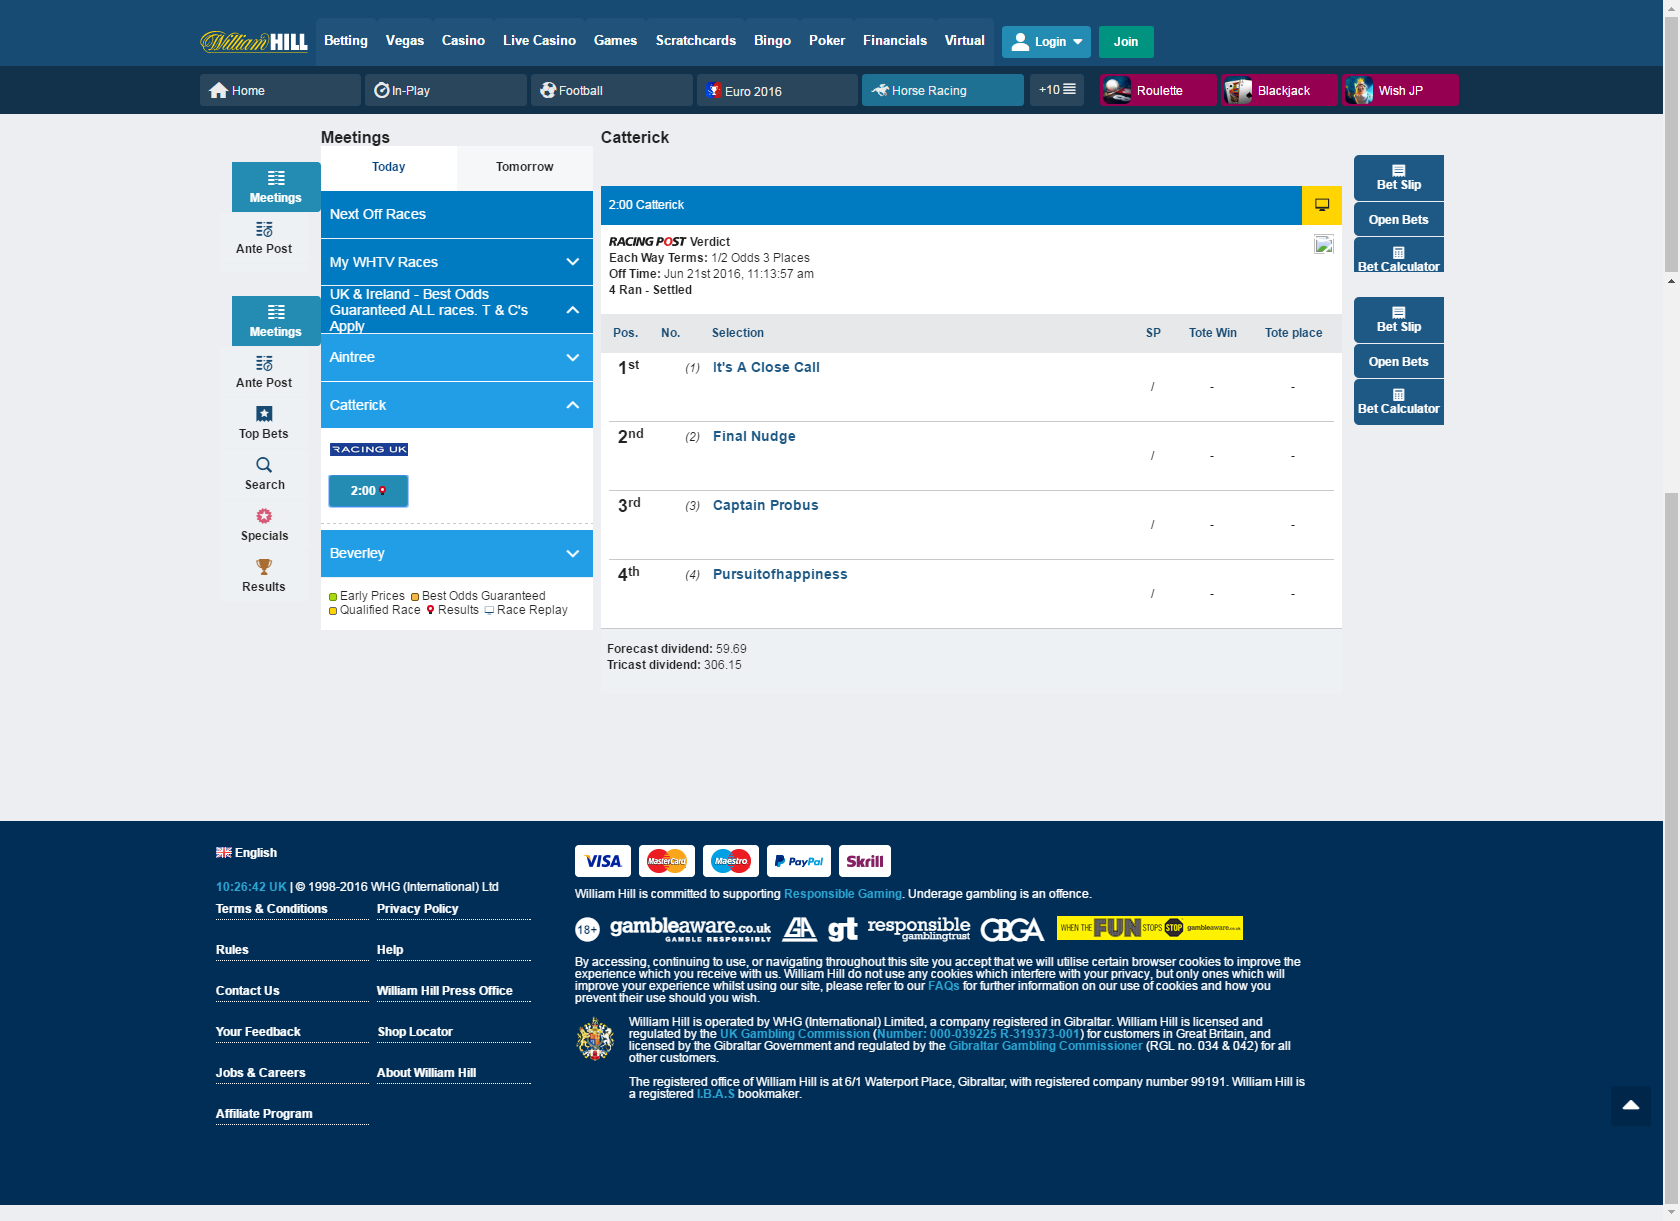 William HILL
Betting Vegas Casino Live Casino Games Scratchcards Bingo Poker Financials Virtual Login Join
Home In-Play Football Euro 2016 Horse Racing +10 Roulette Blackjack Wish JP
Meetings
Today Tomorrow
Next Off Races
My WHTV Races
UK & Ireland - Best Odds
Guaranteed ALL races. T & C's
Apply
Aintree
Catterick
RACING UK
2:00
Beverley
Early Prices Best Odds Guaranteed
Qualified Race Results Race Replay
Meetings
Ante Post
Meetings
Ante Post
Top Bets
Search
Specials
Results
Catterick
2:00 Catterick
RACING POST Verdict
Each Way Terms: 1/2 Odds 3 Places
Off Time: Jun 21st 2016, 11:13:57 am
4 Ran - Settled
Pos. No. Selection SP Tote Win Tote place
1st (1) It's A Close Call
/ - -
2nd (2) Final Nudge
/ - -
3rd (3) Captain Probus
/ - -
4th (4) Pursuitofhappiness
/ - -
Forecast dividend: 59.69
Tricast dividend: 306.15
Bet Slip
Open Bets
Bet Calculator
Bet Slip
Open Bets
Bet Calculator
English
10:26:42 UK | © 1998-2016 WHG (International) Ltd
Terms & Conditions Privacy Policy
Rules Help
Contact Us William Hill Press Office
Your Feedback Shop Locator
Jobs & Careers About William Hill
Affiliate Program
VISA MasterCard Maestro PayPal Skrill
William Hill is committed to supporting Responsible Gaming. Underage gambling is an offence.
18+ gambleaware.co.uk
GAMBLE RESPONSIBLY
GA gt responsible
gamblingtrust
GBGA WHEN THE FUN STOPS STOP gambleaware.co.uk
By accessing, continuing to use, or navigating throughout this site you accept that we will utilise certain browser cookies to improve the
experience which you receive with us. William Hill do not use any cookies which interfere with your privacy, but only ones which will
improve your experience whilst using our site, please refer to our FAQs for further information on our use of cookies and how you
prevent their use should you wish.
William Hill is operated by WHG (International) Limited, a company registered in Gibraltar. William Hill is licensed and
regulated by the UK Gambling Commission (Number: 000-039225 R-319373-001) for customers in Great Britain, and
licensed by the Gibraltar Government and regulated by the Gibraltar Gambling Commissioner (RGL no. 034 & 042) for all
other customers.
The registered office of William Hill is at 6/1 Waterport Place, Gibraltar, with registered company number 99191. William Hill is
a registered I.B.A.S bookmaker.